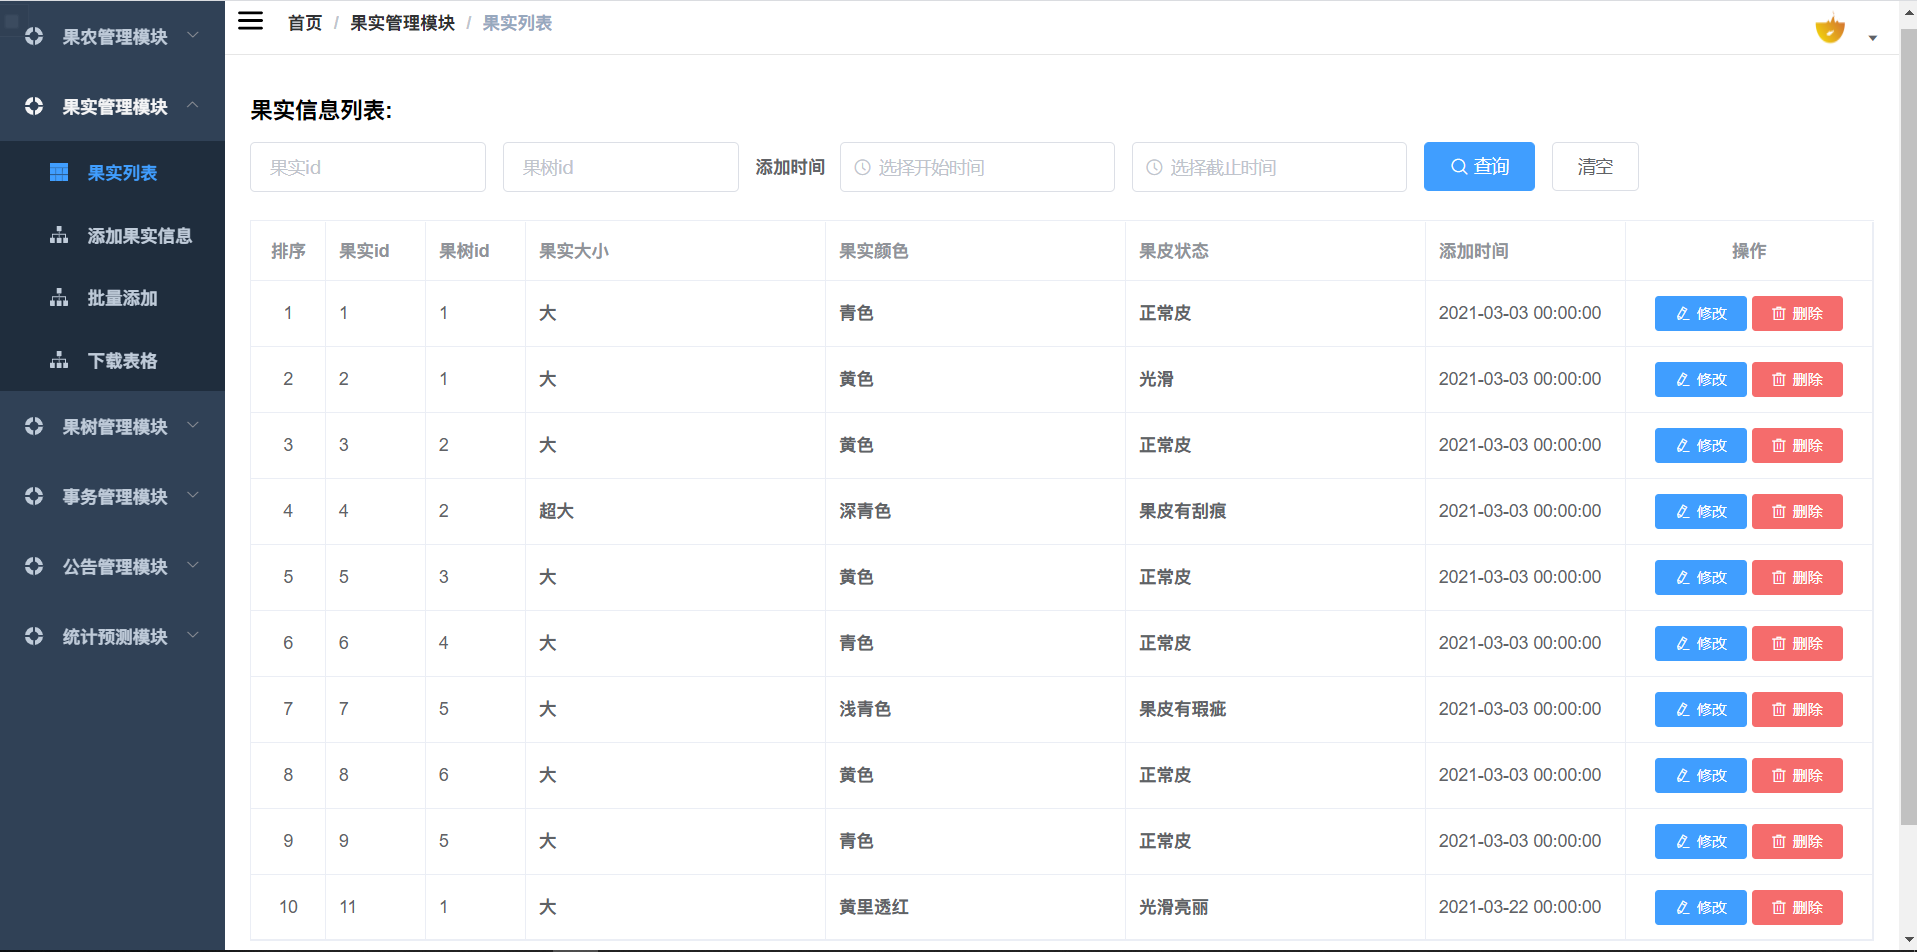 果农管理模块
果实管理模块
果实列表
添加果实信息
批量添加
下载表格
果树管理模块
事务管理模块
公告管理模块
统计预测模块
首页 / 果实管理模块 / 果实列表
果实信息列表:
果实id 果树id 添加时间 选择开始时间 选择截止时间 查询 清空
排序 果实id 果树id 果实大小 果实颜色 果皮状态 添加时间 操作
1 1 1 大 青色 正常皮 2021-03-03 00:00:00 修改 删除
2 2 1 大 黄色 光滑 2021-03-03 00:00:00 修改 删除
3 3 2 大 黄色 正常皮 2021-03-03 00:00:00 修改 删除
4 4 2 超大 深青色 果皮有刮痕 2021-03-03 00:00:00 修改 删除
5 5 3 大 黄色 正常皮 2021-03-03 00:00:00 修改 删除
6 6 4 大 青色 正常皮 2021-03-03 00:00:00 修改 删除
7 7 5 大 浅青色 果皮有瑕疵 2021-03-03 00:00:00 修改 删除
8 8 6 大 黄色 正常皮 2021-03-03 00:00:00 修改 删除
9 9 5 大 青色 正常皮 2021-03-03 00:00:00 修改 删除
10 11 1 大 黄里透红 光滑亮丽 2021-03-22 00:00:00 修改 删除